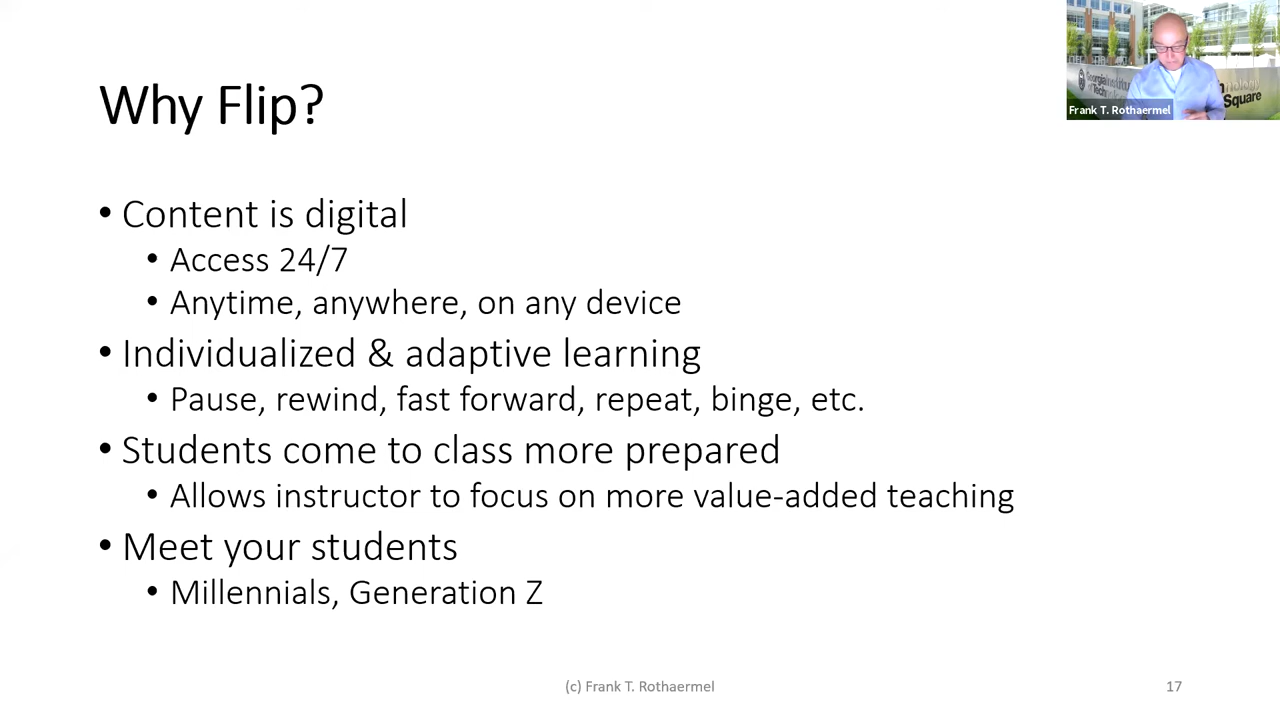 Why Flip?
Frank T. Rothaermel
Square
• Content is digital
• Access 24/7
• Anytime, anywhere, on any device
• Individualized & adaptive learning
• Pause, rewind, fast forward, repeat, binge, etc.
• Students come to class more prepared
• Allows instructor to focus on more value-added teaching
• Meet your students
• Millennials, Generation Z
(c) Frank T. Rothaermel
17